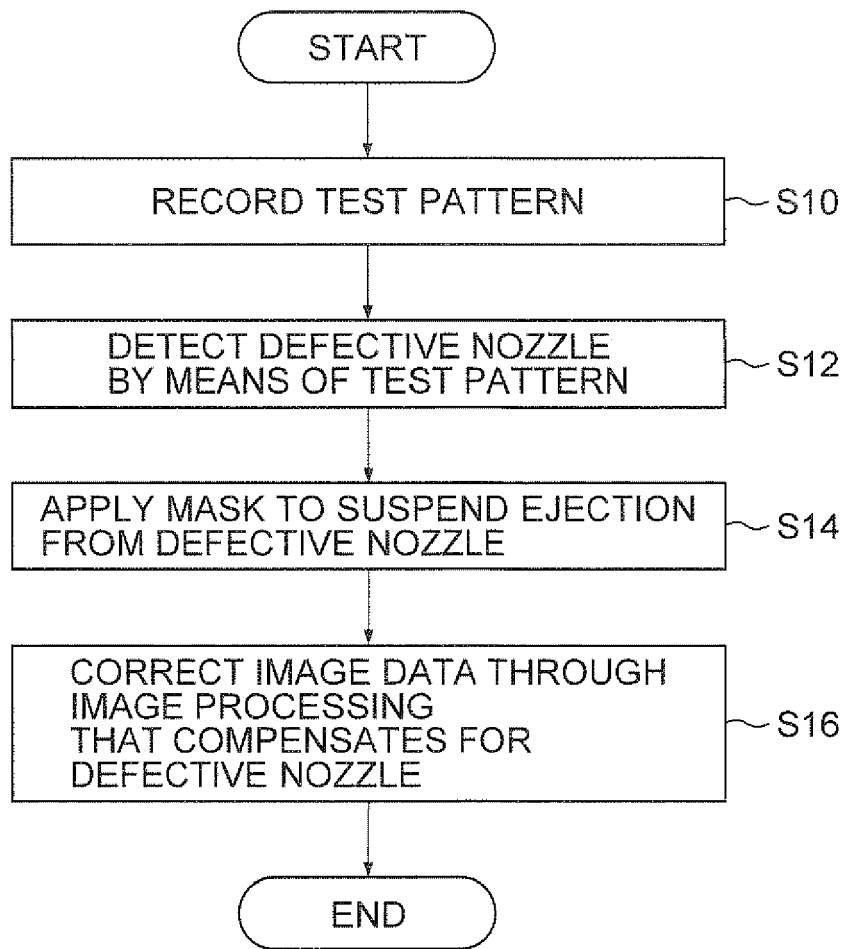 START
RECORD TEST PATTERN
S10
DETECT DEFECTIVE NOZZLE
BY MEANS OF TEST PATTERN
S12
APPLY MASK TO SUSPEND EJECTION
FROM DEFECTIVE NOZZLE
S14
CORRECT IMAGE DATA THROUGH
IMAGE PROCESSING
THAT COMPENSATES FOR
DEFECTIVE NOZZLE
S16
END